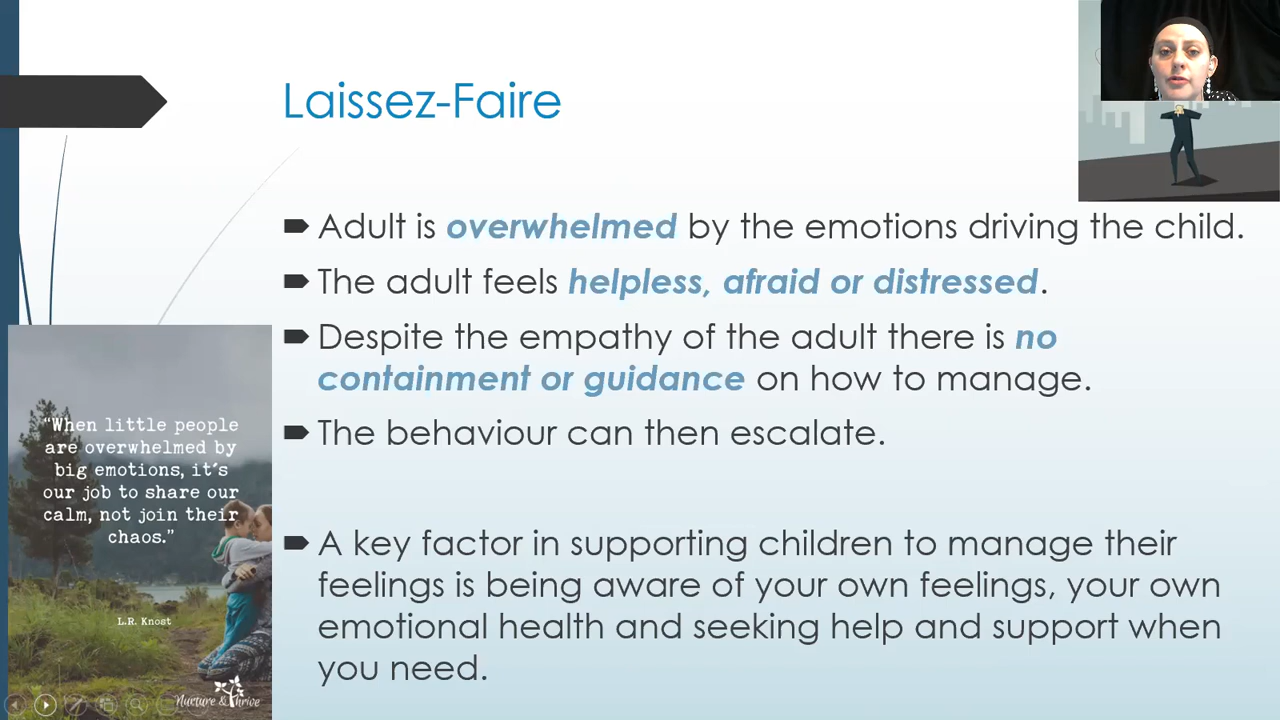 Laissez-Faire
Adult is overwhelmed by the emotions driving the child.
The adult feels helpless, afraid or distressed.
Despite the empathy of the adult there is no
containment or guidance on how to manage.
The behaviour can then escalate.
A key factor in supporting children to manage their
feelings is being aware of your own feelings, your own
emotional health and seeking help and support when
you need.
“When little people
are overwhelmed by
big emotions, it's
our job to share our
calm, not join their
chaos.”
L.R. Knost
Nurture & Thrive